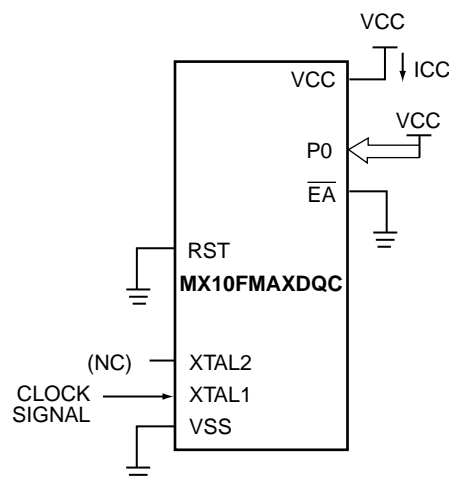 VCC
VCC
ICC
VCC
P0
EA
RST
MX10FMAXDQC
(NC)
XTAL2
CLOCK
SIGNAL
XTAL1
VSS